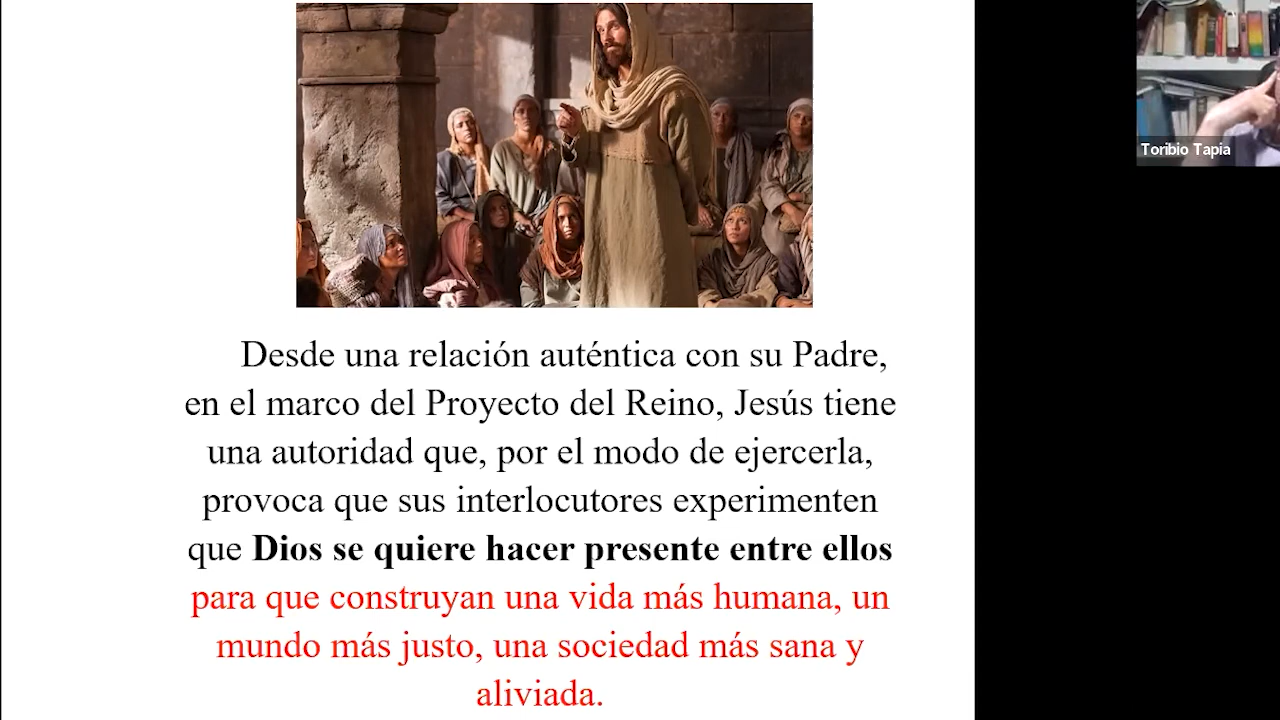 Toribio Tapia
Desde una relación auténtica con su Padre,
en el marco del Proyecto del Reino, Jesús tiene
una autoridad que, por el modo de ejercerla,
provoca que sus interlocutores experimenten
que Dios se quiere hacer presente entre ellos
para que construyan una vida más humana, un
mundo más justo, una sociedad más sana y
aliviada.